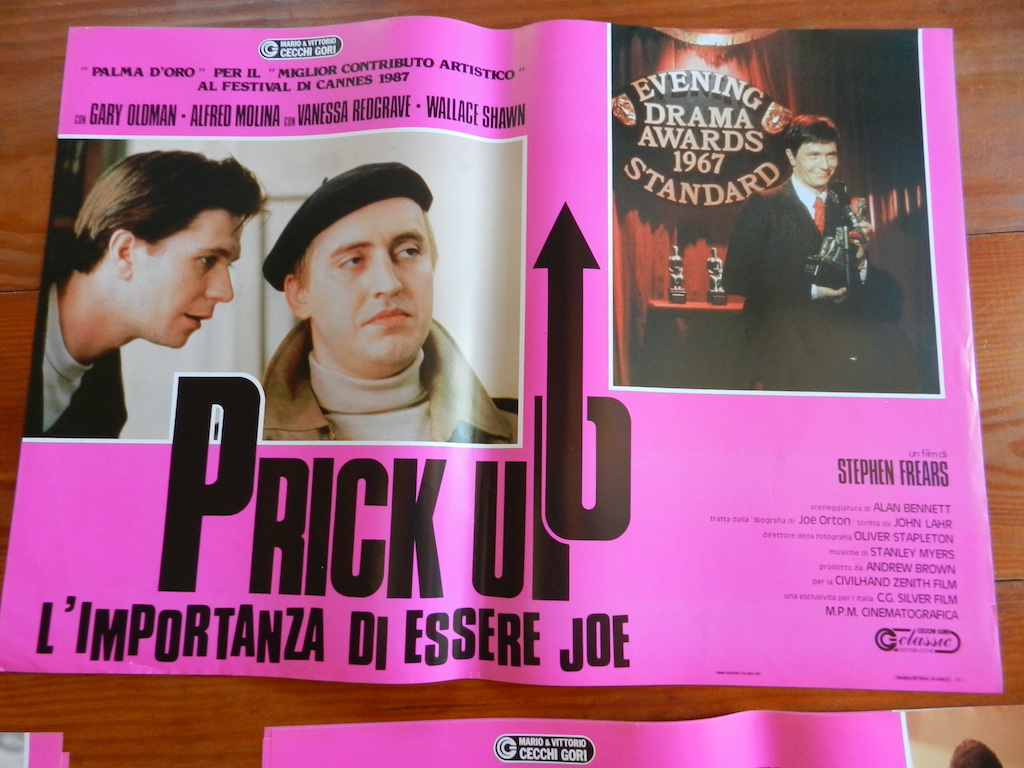 MARIO & VITTORIO
CECCHI GORI
" PALMA D'ORO " PER IL " MIGLIOR CONTRIBUTO ARTISTICO "
AL FESTIVAL DI CANNES 1987
CON GARY OLDMAN • ALFRED MOLINA CON VANESSA REDGRAVE • WALLACE SHAWN
EVENING
DRAMA
AWARDS
1967
STANDARD
PRICK UP
L'IMPORTANZA DI ESSERE JOE
un film di
STEPHEN FREARS
sceneggiatura di ALAN BENNETT
tratta dalla "Biografia di Joe Orton" scritta da JOHN LAHR
direttore della fotografia OLIVER STAPLETON
musiche di STANLEY MYERS
prodotto da ANDREW BROWN
per la CIVILHAND ZENITH FILM
una esclusività per l'Italia C.G. SILVER FILM
M.P.M. CINEMATOGRAFICA
CECCHI GORI
classic
DISTRIBUZIONE
MARIO & VITTORIO
CECCHI GORI